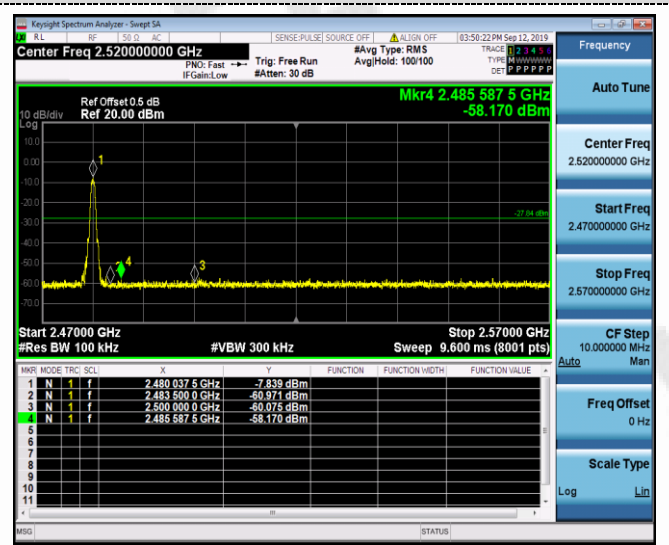 Keysight Spectrum Analyzer - Swept SA
RL RF 50 Ω AC SENSE:PULSE SOURCE OFF ALIGN OFF 03:50:22 PM Sep 12, 2019
Center Freq 2.520000000 GHz
PNO: Fast
IFGain:Low
Trig: Free Run
#Atten: 30 dB
#Avg Type: RMS
Avg|Hold: 100/100
TRACE 1 2 3 4 5 6
TYPE M W W W W W
DET P P P P P P
Mkr4 2.485 587 5 GHz
-58.170 dBm
Ref Offset 0.5 dB
10 dB/div Ref 20.00 dBm
Log
10.0
0.00
-10.0
-20.0
-30.0
-40.0
-50.0
-60.0
-70.0
1
4
3
-27.84 dBm
Start 2.47000 GHz Stop 2.57000 GHz
#Res BW 100 kHz #VBW 300 kHz Sweep 9.600 ms (8001 pts)
MKR MODE TRC SCL X Y FUNCTION FUNCTION WIDTH FUNCTION VALUE
1 N 1 f 2.480 037 5 GHz -7.839 dBm
2 N 1 f 2.483 500 0 GHz -60.971 dBm
3 N 1 f 2.500 000 0 GHz -60.075 dBm
4 N 1 f 2.485 587 5 GHz -58.170 dBm
5
6
7
8
9
10
11
MSG STATUS
Frequency
Auto Tune
Center Freq
2.520000000 GHz
Start Freq
2.470000000 GHz
Stop Freq
2.570000000 GHz
CF Step
10.000000 MHz
Auto Man
Freq Offset
0 Hz
Scale Type
Log Lin